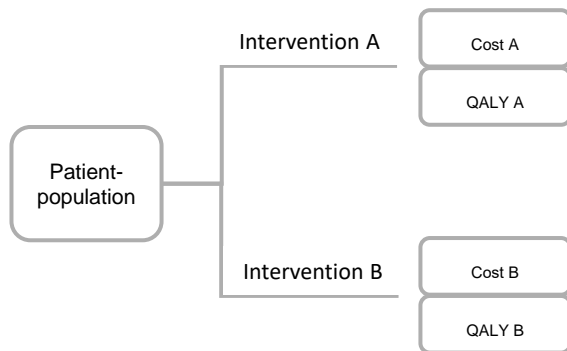 Intervention A
Cost A
QALY A
Patient-
population
Intervention B
Cost B
QALY B